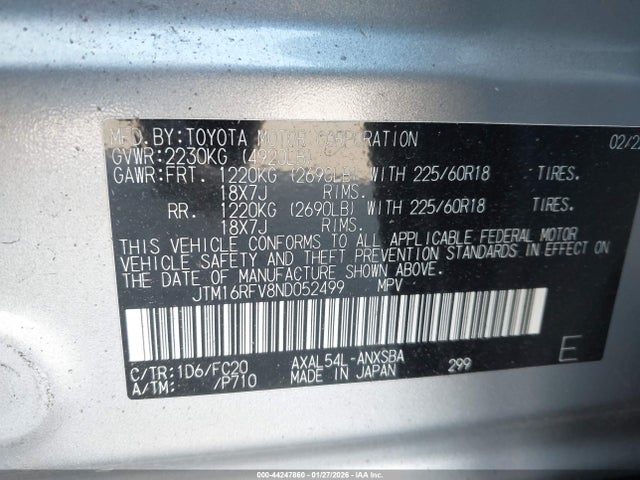 MFD.BY:TOYOTA MOTOR CORPORATION 02/22
GVWR:2230KG (4920LB)
GAWR:FRT. 1220KG (2690LB) WITH 225/60R18 TIRES.
18X7J RIMS.
RR. 1220KG (2690LB) WITH 225/60R18 TIRES.
18X7J RIMS.
THIS VEHICLE CONFORMS TO ALL APPLICABLE FEDERAL MOTOR
VEHICLE SAFETY AND THEFT PREVENTION STANDARDS IN EFFECT ON
THE DATE OF MANUFACTURE SHOWN ABOVE.
JTM16RFV8ND052499 MPV
C/TR:1D6/FC20 AXAL54L-ANXSBA 299 E
A/TM: /P710 MADE IN JAPAN
000-44247860 - 01/27/2026 - IAA Inc.